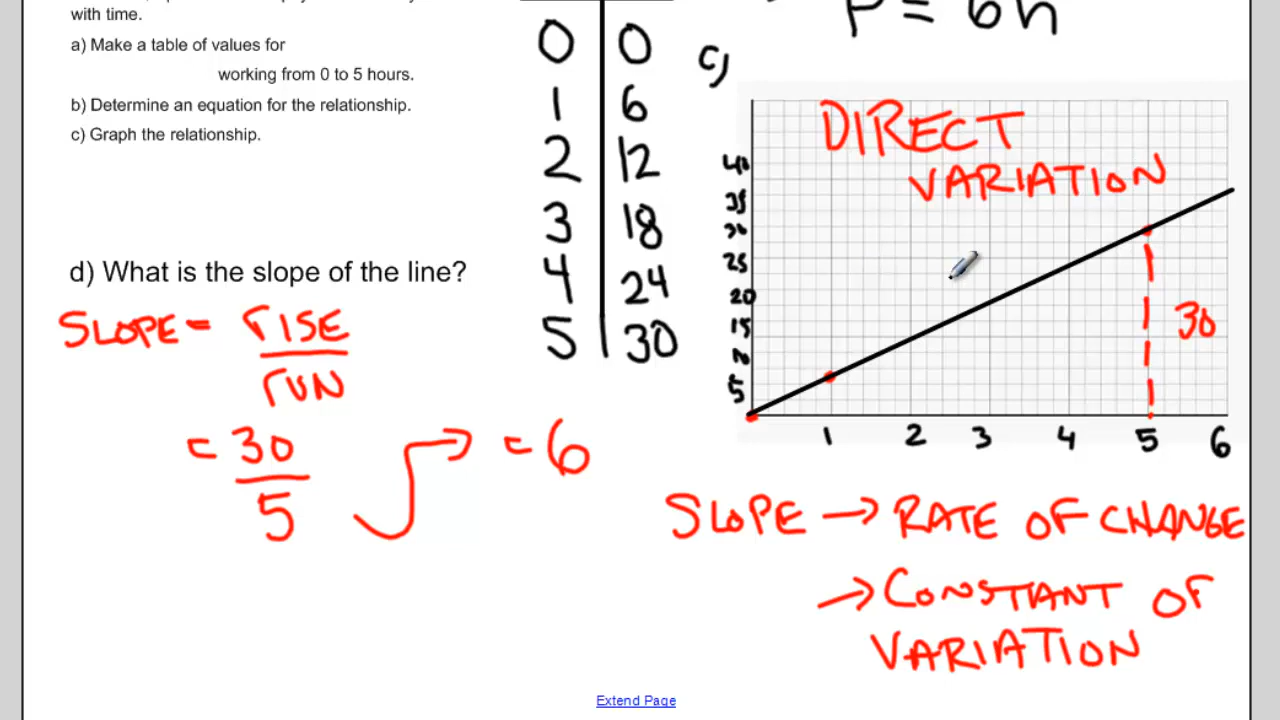 with time.
a) Make a table of values for
working from 0 to 5 hours.
b) Determine an equation for the relationship.
c) Graph the relationship.
d) What is the slope of the line?
SLOPE = rise
run
= 30
5
= 6
0 0
1 6
2 12
3 18
4 24
5 30
P = 6h
c)
DIRECT
VARIATION
40
35
30
25
20
15
10
5
30
1 2 3 4 5 6
SLOPE → RATE OF CHANGE
→ CONSTANT OF
VARIATION
Extend Page